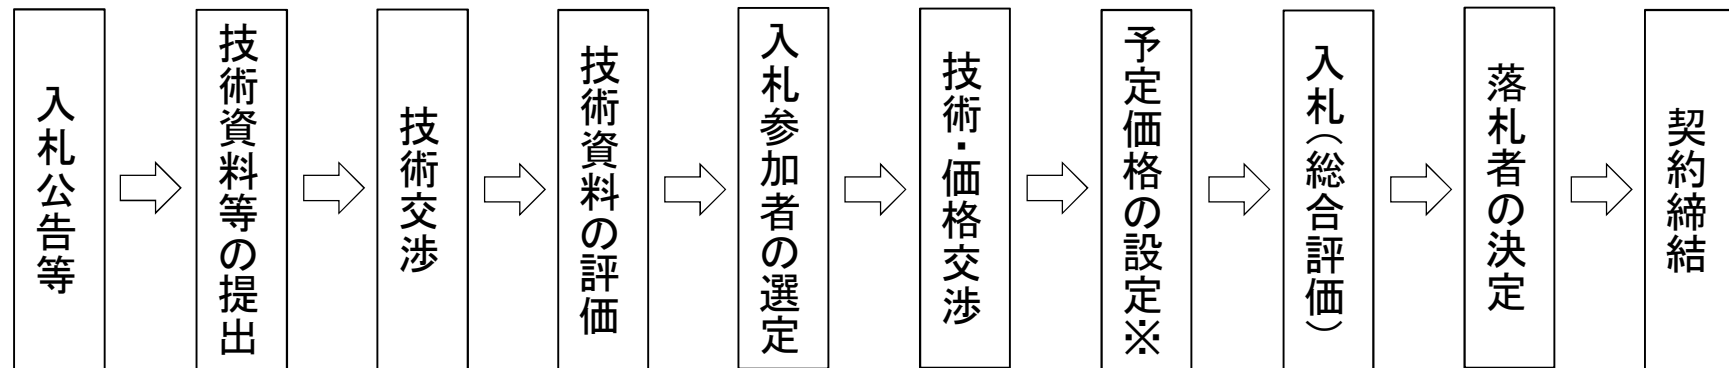 入札公告等
技術資料等の提出
技術交渉
技術資料の評価
入札参加者の選定
技術・価格交渉
予定価格の設定※
入札（総合評価）
落札者の決定
契約締結